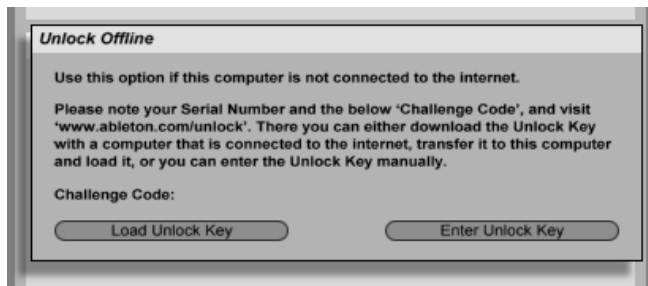 Unlock Offline
Use this option if this computer is not connected to the internet.
Please note your Serial Number and the below ‘Challenge Code’, and visit
‘www.ableton.com/unlock’. There you can either download the Unlock Key
with a computer that is connected to the internet, transfer it to this computer
and load it, or you can enter the Unlock Key manually.
Challenge Code:
Load Unlock Key
Enter Unlock Key